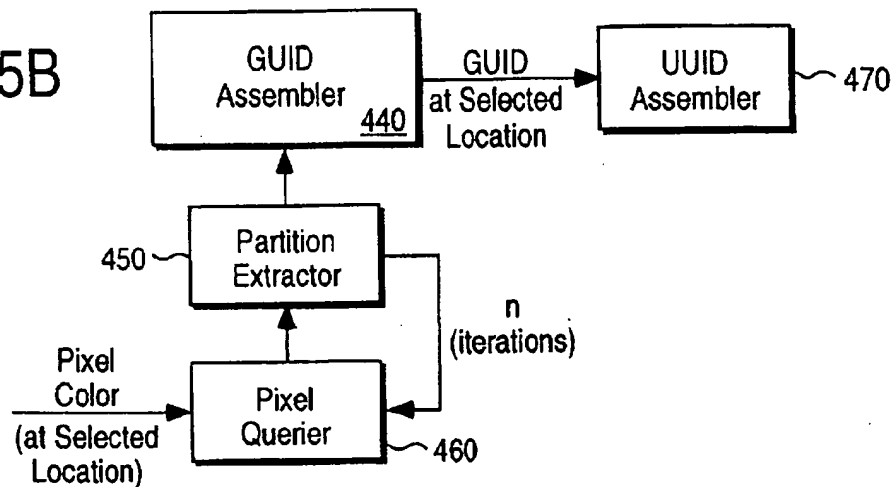 5B
GUID
Assembler
440
GUID
at Selected
Location
UUID
Assembler
470
450
Partition
Extractor
n
(iterations)
Pixel
Color
(at Selected
Location)
Pixel
Querier
460